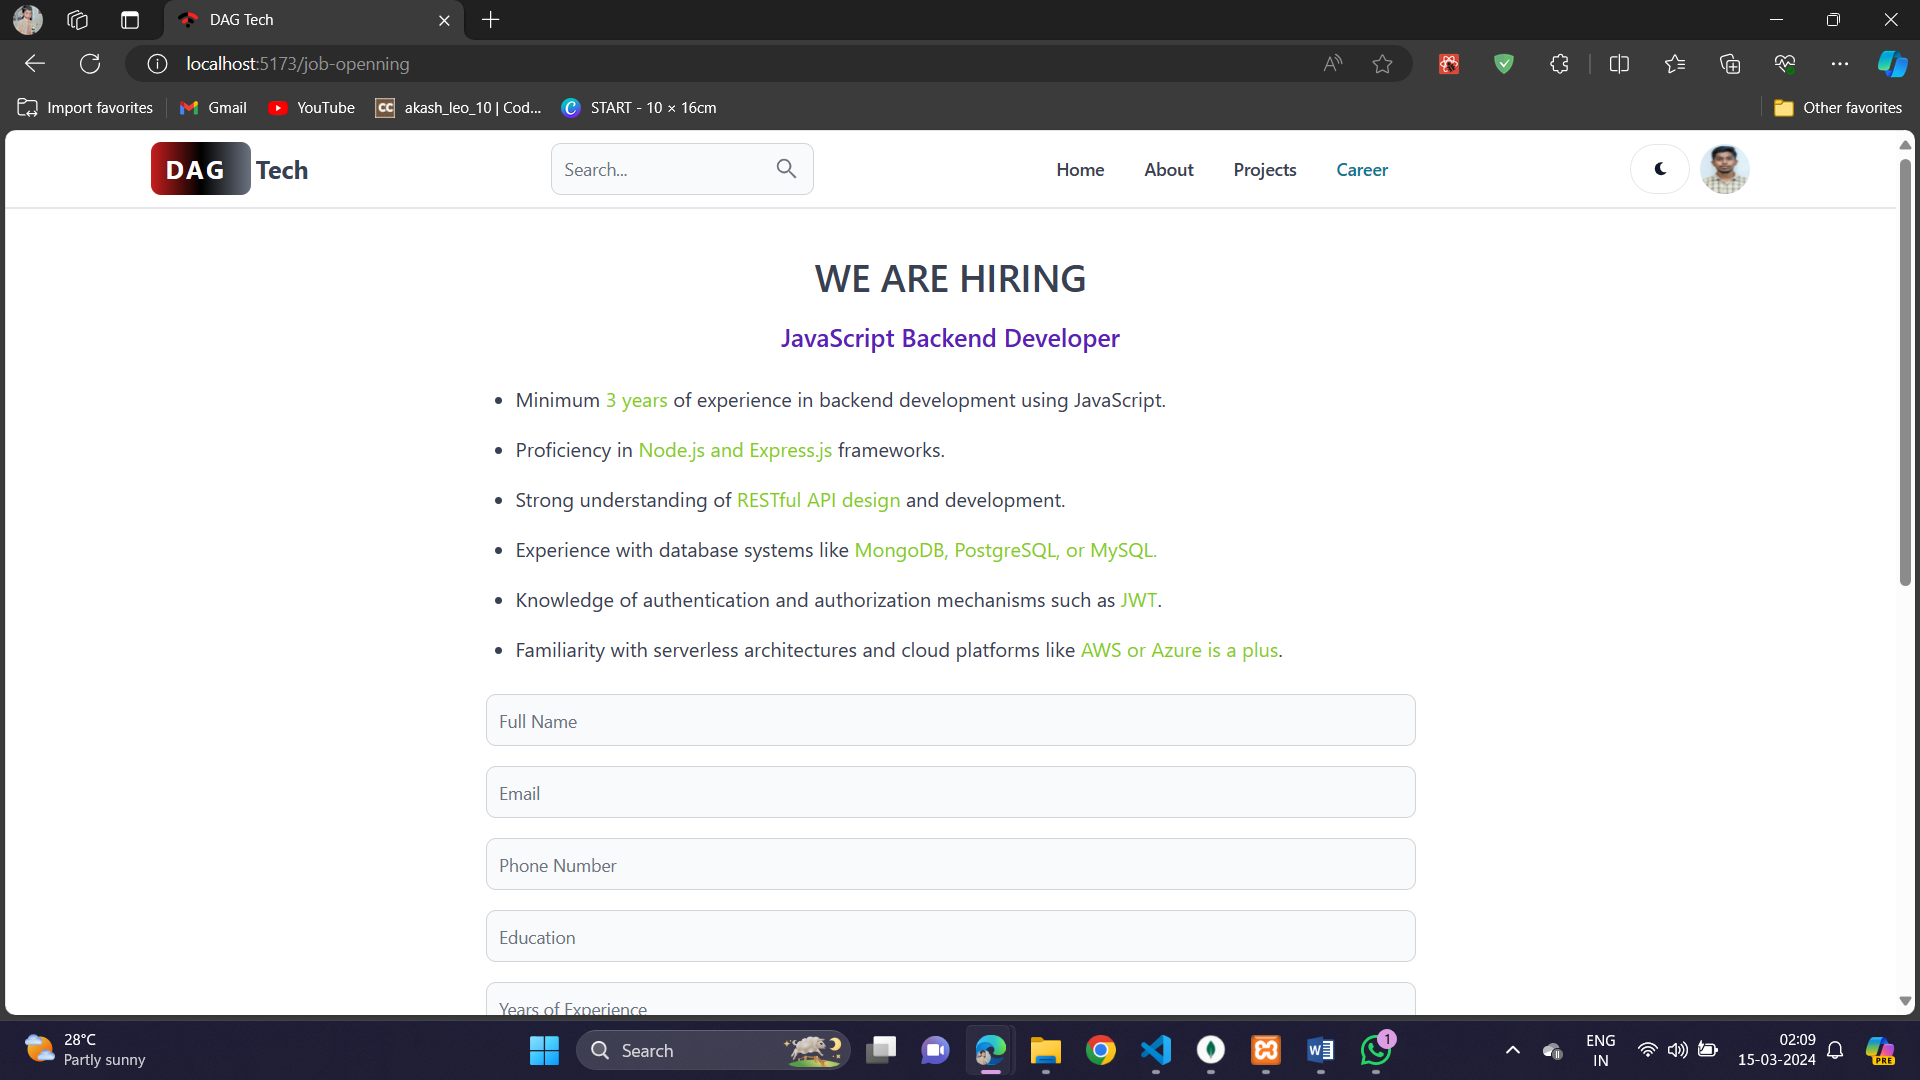 DAG Tech
localhost:5173/job-openning
Import favorites
Gmail
YouTube
CC
akash_leo_10 | Cod...
START - 10 × 16cm
Other favorites
DAG Tech
Search...
Home
About
Projects
Career
WE ARE HIRING
JavaScript Backend Developer
• Minimum 3 years of experience in backend development using JavaScript.
• Proficiency in Node.js and Express.js frameworks.
• Strong understanding of RESTful API design and development.
• Experience with database systems like MongoDB, PostgreSQL, or MySQL.
• Knowledge of authentication and authorization mechanisms such as JWT.
• Familiarity with serverless architectures and cloud platforms like AWS or Azure is a plus.
Full Name
Email
Phone Number
Education
Years of Experience
28°C
Partly sunny
Search
1
ENG
IN
02:09
15-03-2024
PRE